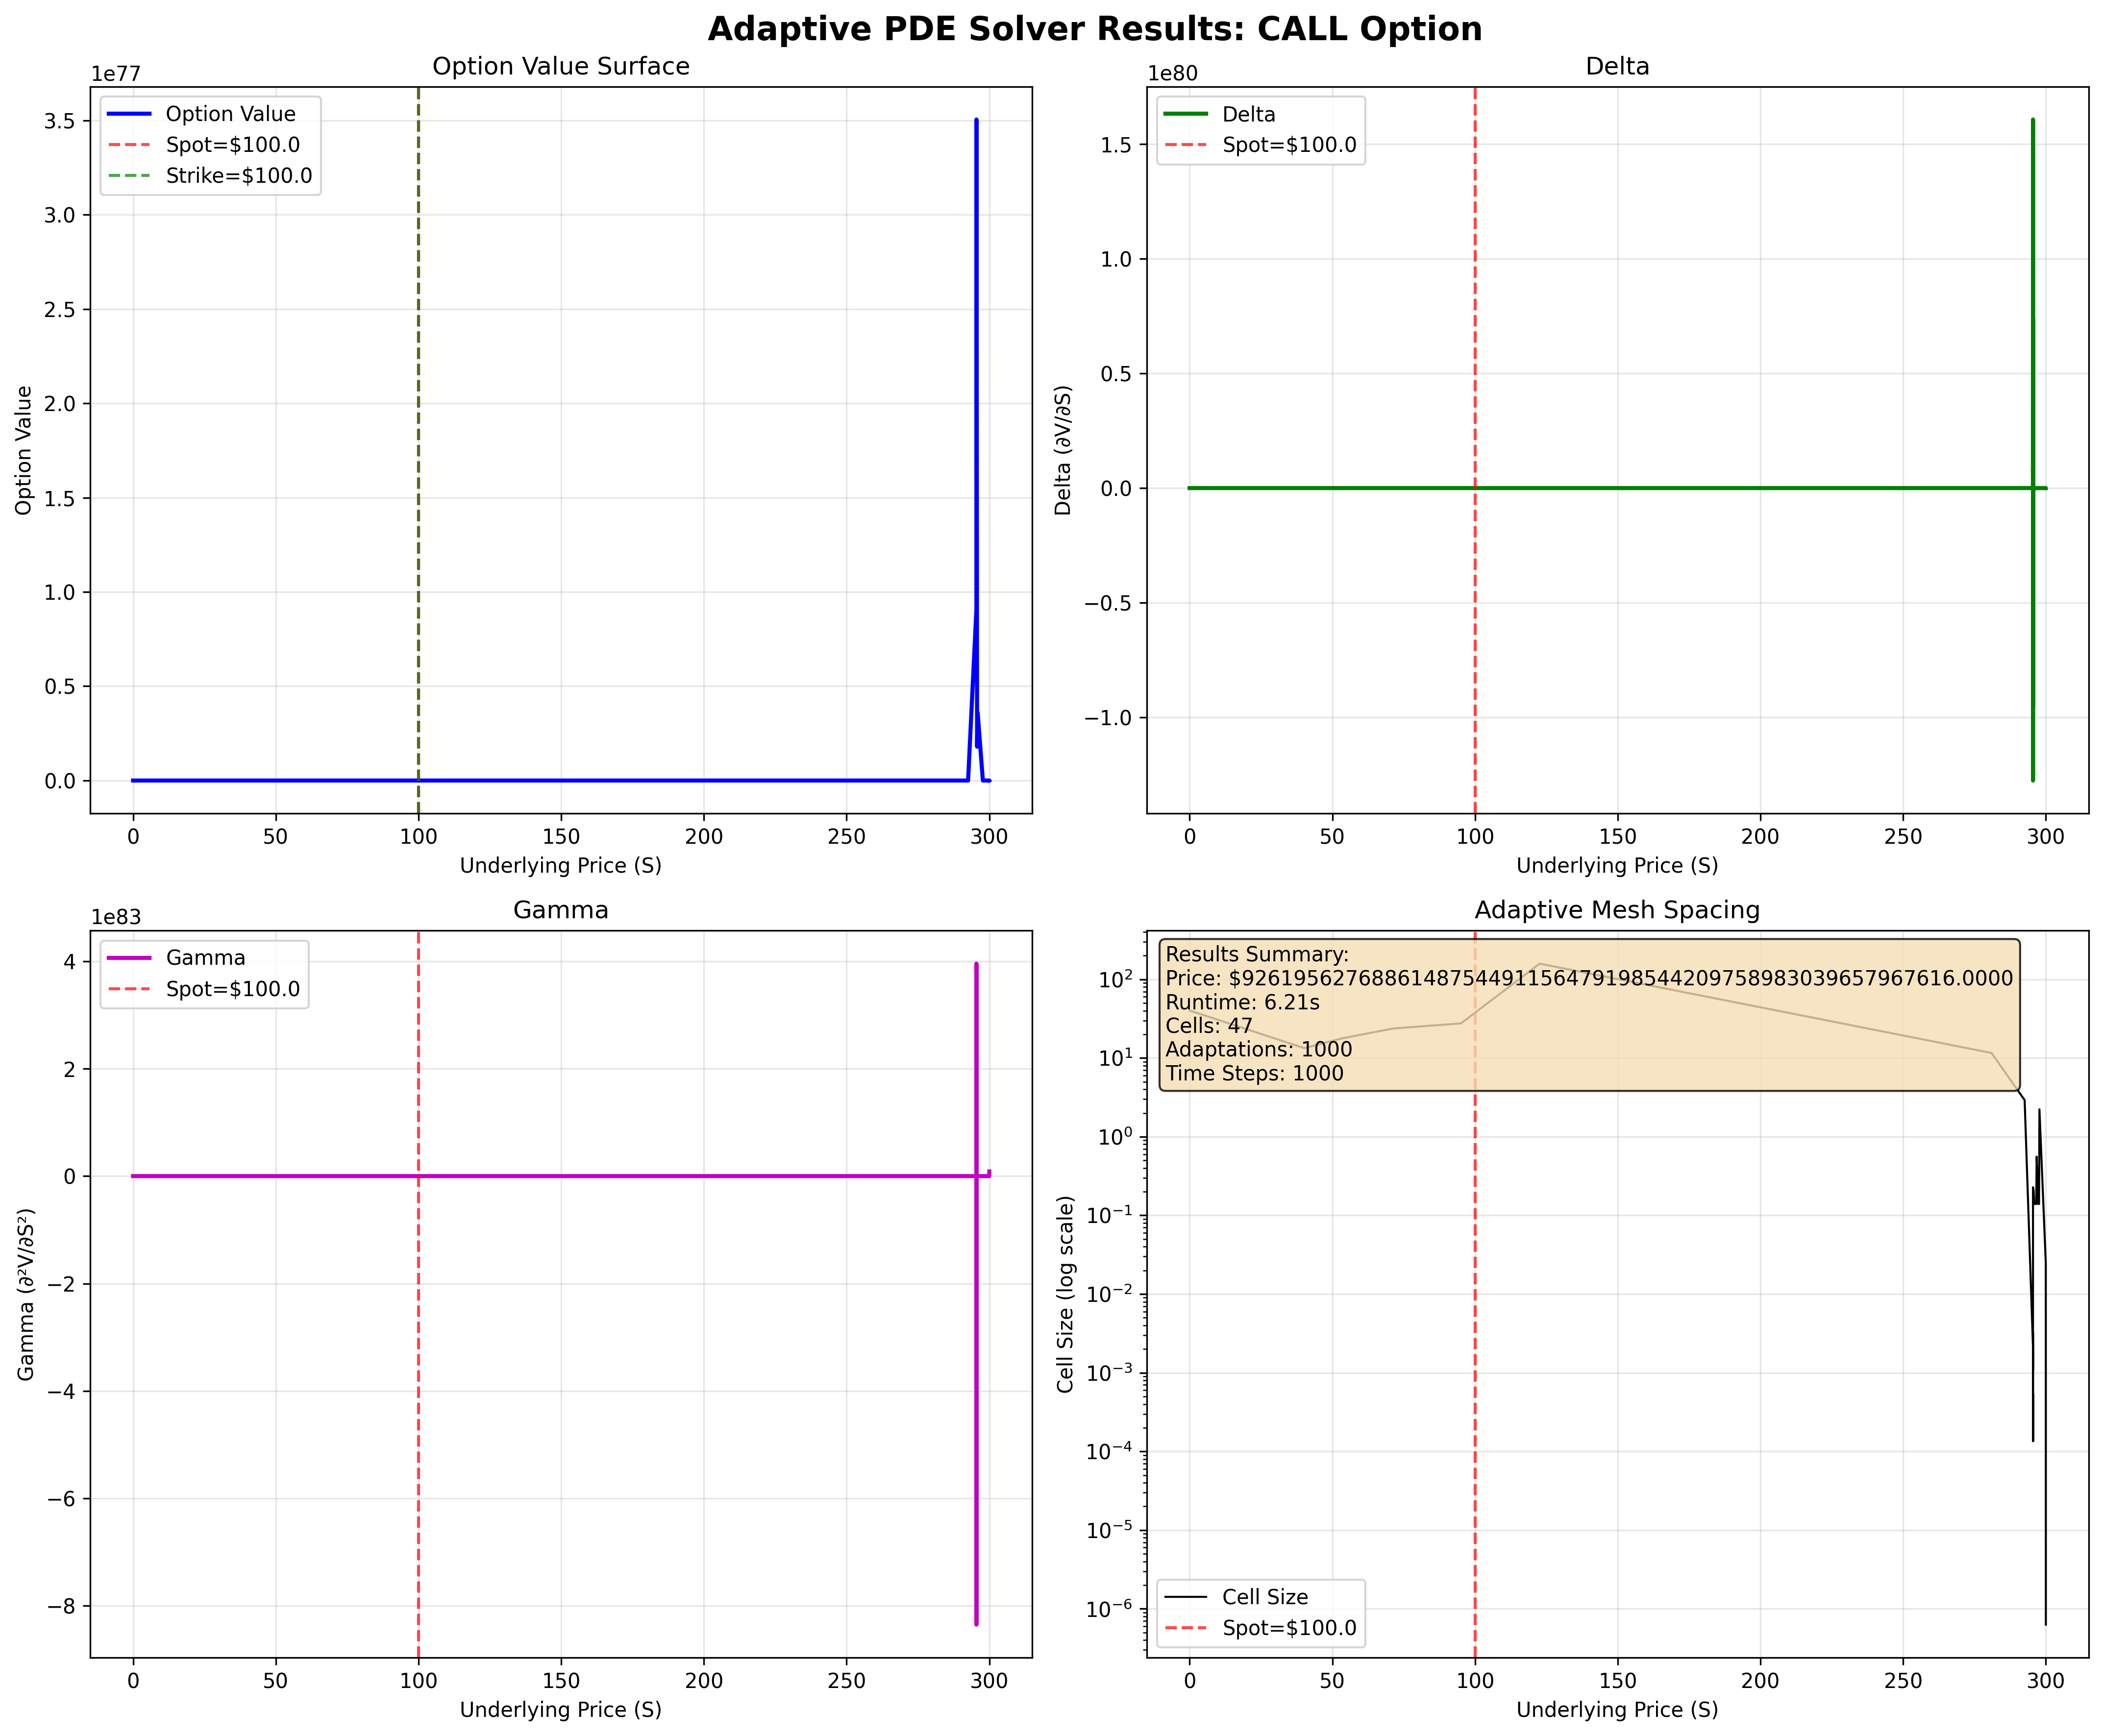 Adaptive PDE Solver Results: CALL Option
Option Value Surface
1e77
Option Value
Spot=$100.0
Strike=$100.0
3.5
3.0
2.5
2.0
1.5
1.0
0.5
0.0
Option Value
0 50 100 150 200 250 300
Underlying Price (S)
Delta
1e80
Delta
Spot=$100.0
1.5
1.0
0.5
0.0
−0.5
−1.0
Delta (∂V/∂S)
0 50 100 150 200 250 300
Underlying Price (S)
Gamma
1e83
Gamma
Spot=$100.0
4
2
0
−2
−4
−6
−8
Gamma (∂²V/∂S²)
0 50 100 150 200 250 300
Underlying Price (S)
Adaptive Mesh Spacing
Results Summary:
Price: $926195627688614875449115647919854420975898303965796​7616.0000
Runtime: 6.21s
Cells: 47
Adaptations: 1000
Time Steps: 1000
10²
10¹
10⁰
10⁻¹
10⁻²
10⁻³
10⁻⁴
10⁻⁵
10⁻⁶
Cell Size (log scale)
Cell Size
Spot=$100.0
0 50 100 150 200 250 300
Underlying Price (S)